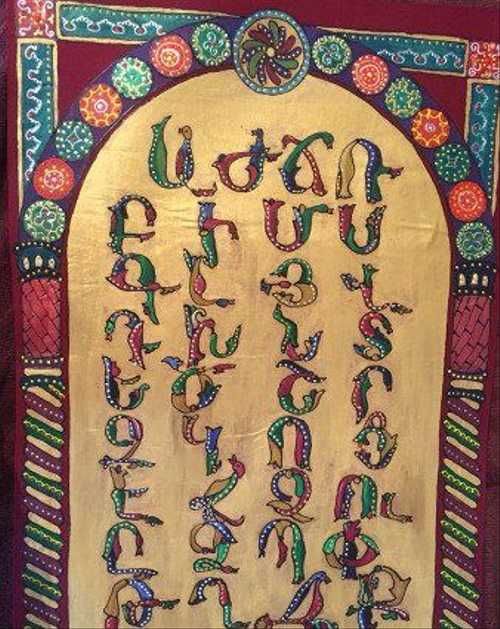 Ա Ժ Ճ Ռ
Բ Ի Մ Ս
Գ Լ Յ Վ
Դ Խ Ն Տ
Ե Ծ Շ Ր
Զ Կ Ո Ց
Է Հ Չ Ւ
Ը Ձ Պ Փ
Թ Ղ Ջ Ք